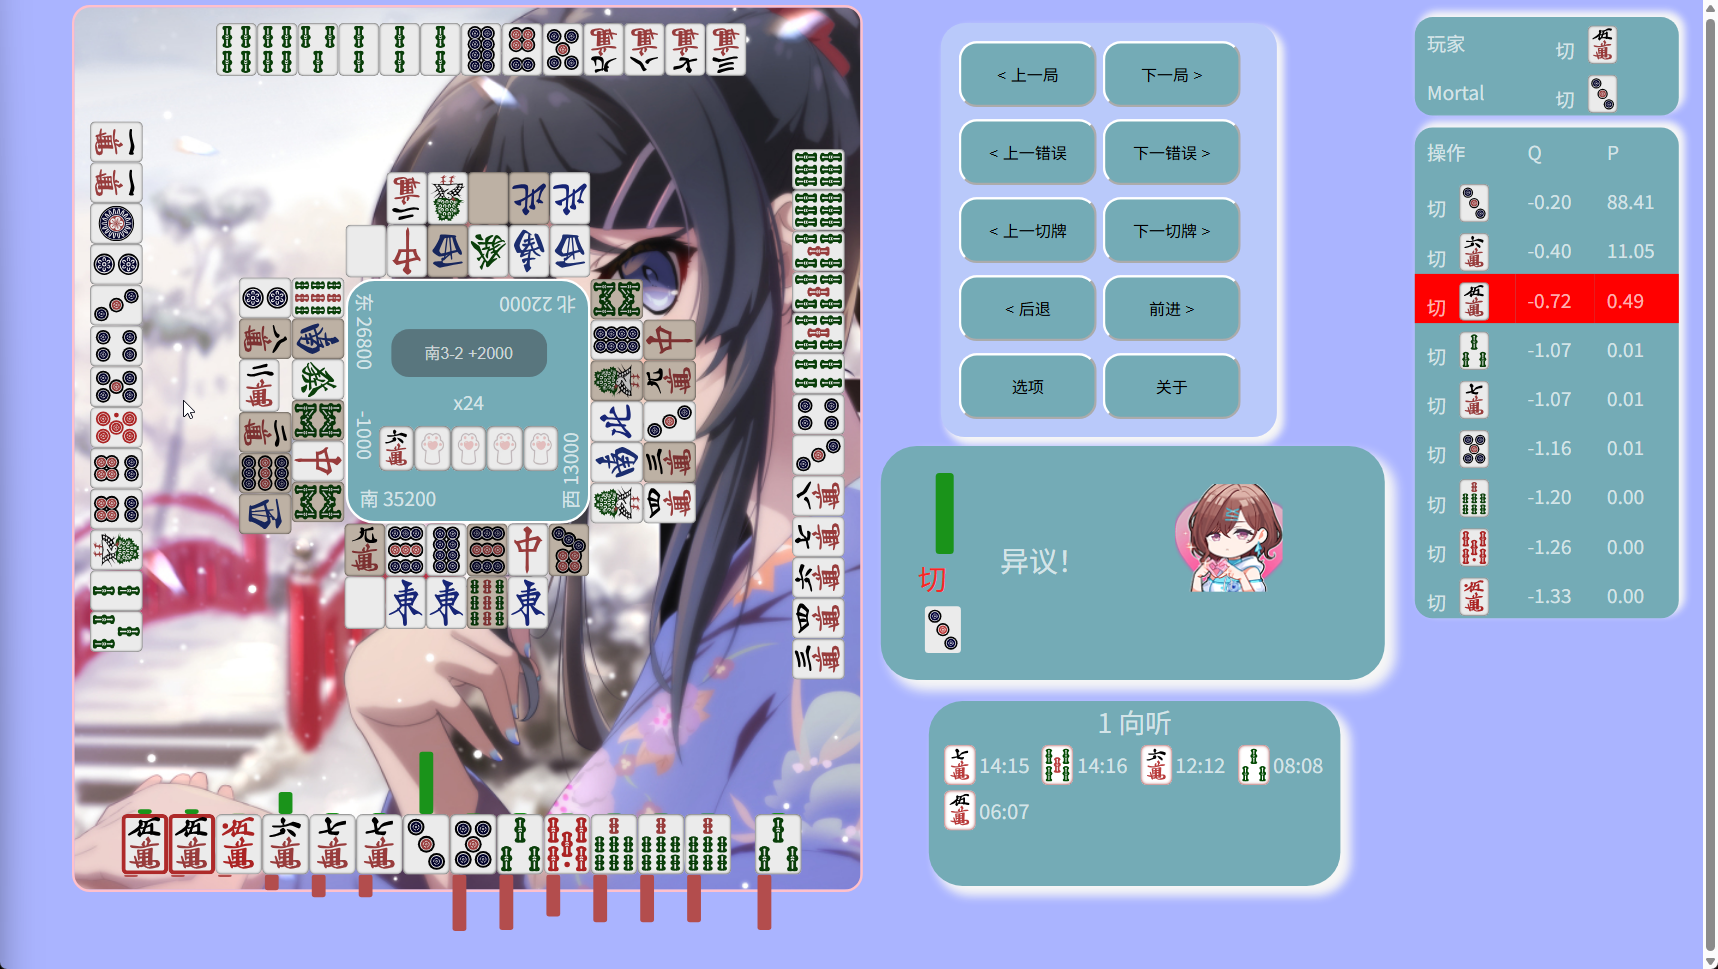 东 26800
-1000
北 22000
南3-2 +2000
x24
南 35200
西 13000
< 上一局
下一局 >
< 上一错误
下一错误 >
< 上一切牌
下一切牌 >
< 后退
前进 >
选项
关于
切
异议！
1 向听
14:15
14:16
12:12
08:08
06:07
玩家 切
Mortal 切
操作 Q P
切 -0.20 88.41
切 -0.40 11.05
切 -0.72 0.49
切 -1.07 0.01
切 -1.07 0.01
切 -1.16 0.01
切 -1.20 0.00
切 -1.26 0.00
切 -1.33 0.00